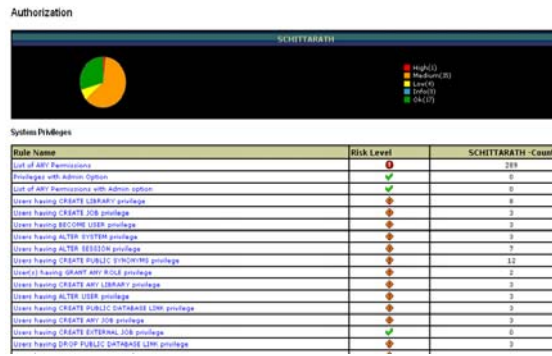 Authorization
SCHITTARATH
High(1)
Medium(35)
Low(4)
Info(0)
Ok(17)
System Privileges
Rule Name Risk Level SCHITTARATH -Count
List of ANY Permissions 289
Privileges with Admin Option 0
List of ANY Permissions with Admin option 0
Users having CREATE LIBRARY privilege 8
Users having CREATE JOB privilege 3
Users having BECOME USER privilege 3
Users having ALTER SYSTEM privilege 3
Users having ALTER SESSION privilege 7
Users having CREATE PUBLIC SYNONYMS privilege 12
User(s) having GRANT ANY ROLE privilege 2
Users having CREATE ANY LIBRARY privilege 3
Users having ALTER USER privilege 3
Users having CREATE PUBLIC DATABASE LINK privilege 3
Users having CREATE ANY JOB privilege 3
Users having CREATE EXTERNAL JOB privilege 0
Users having DROP PUBLIC DATABASE LINK privilege 3